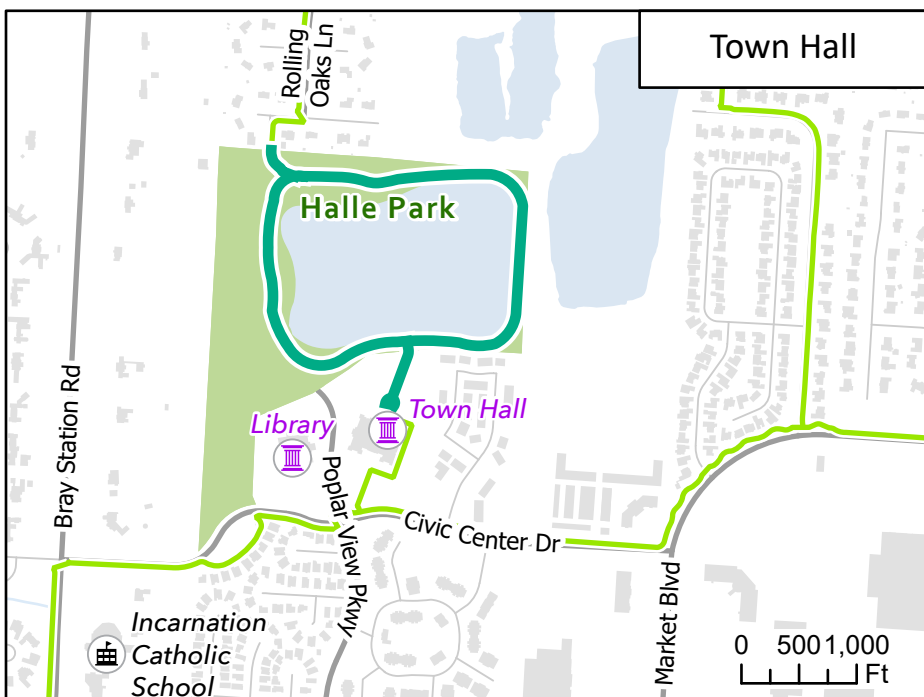 Town Hall
Rolling
Oaks Ln
Halle Park
Bray Station Rd
Library
Town Hall
Poplar View Pkwy
Civic Center Dr
Market Blvd
Incarnation
Catholic
School
0 500 1,000
Ft